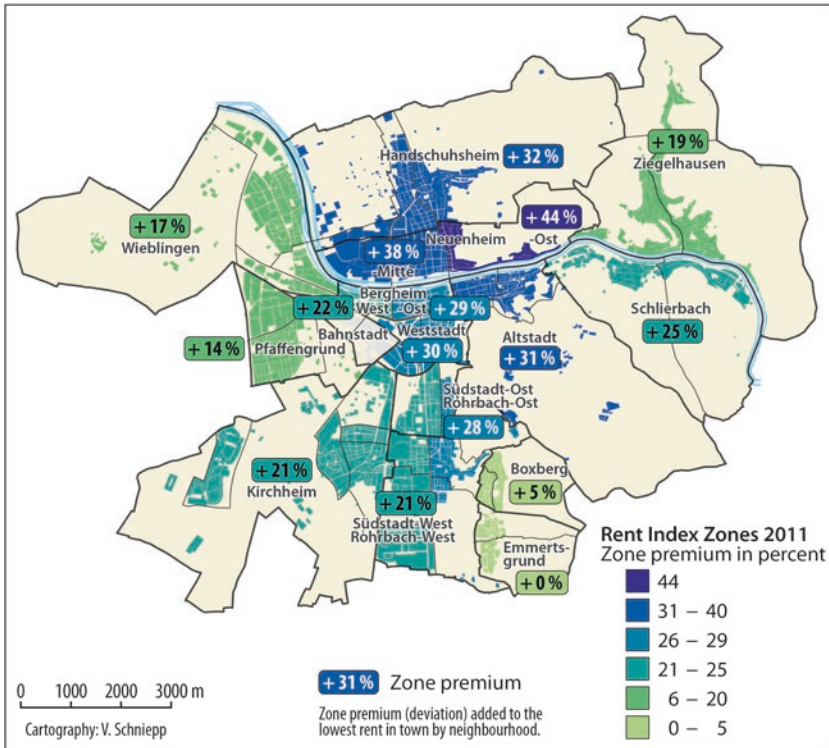 + 19 %
Ziegelhausen
Handschuhsheim
+ 32 %
+ 44 %
Neuenheim -Ost
+ 17 %
Wieblingen
+ 38 %
-Mitte
Bergheim
+ 22 %
West -Ost
+ 29 %
Schlierbach
+ 25 %
Weststadt
Bahnstadt
Altstadt
+ 14 %
Pfaffengrund
+ 30 %
+ 31 %
Südstadt-Ost
Rohrbach-Ost
+ 28 %
+ 21 %
Kirchheim
Boxberg
+ 5 %
+ 21 %
Südstadt-West
Rohrbach-West
Emmerts-
grund
+ 0 %
Rent Index Zones 2011
Zone premium in percent
44
31 – 40
26 – 29
21 – 25
6 – 20
0 – 5
+ 31 % Zone premium
Zone premium (deviation) added to the
lowest rent in town by neighbourhood.
0 1000 2000 3000 m
Cartography: V. Schniepp